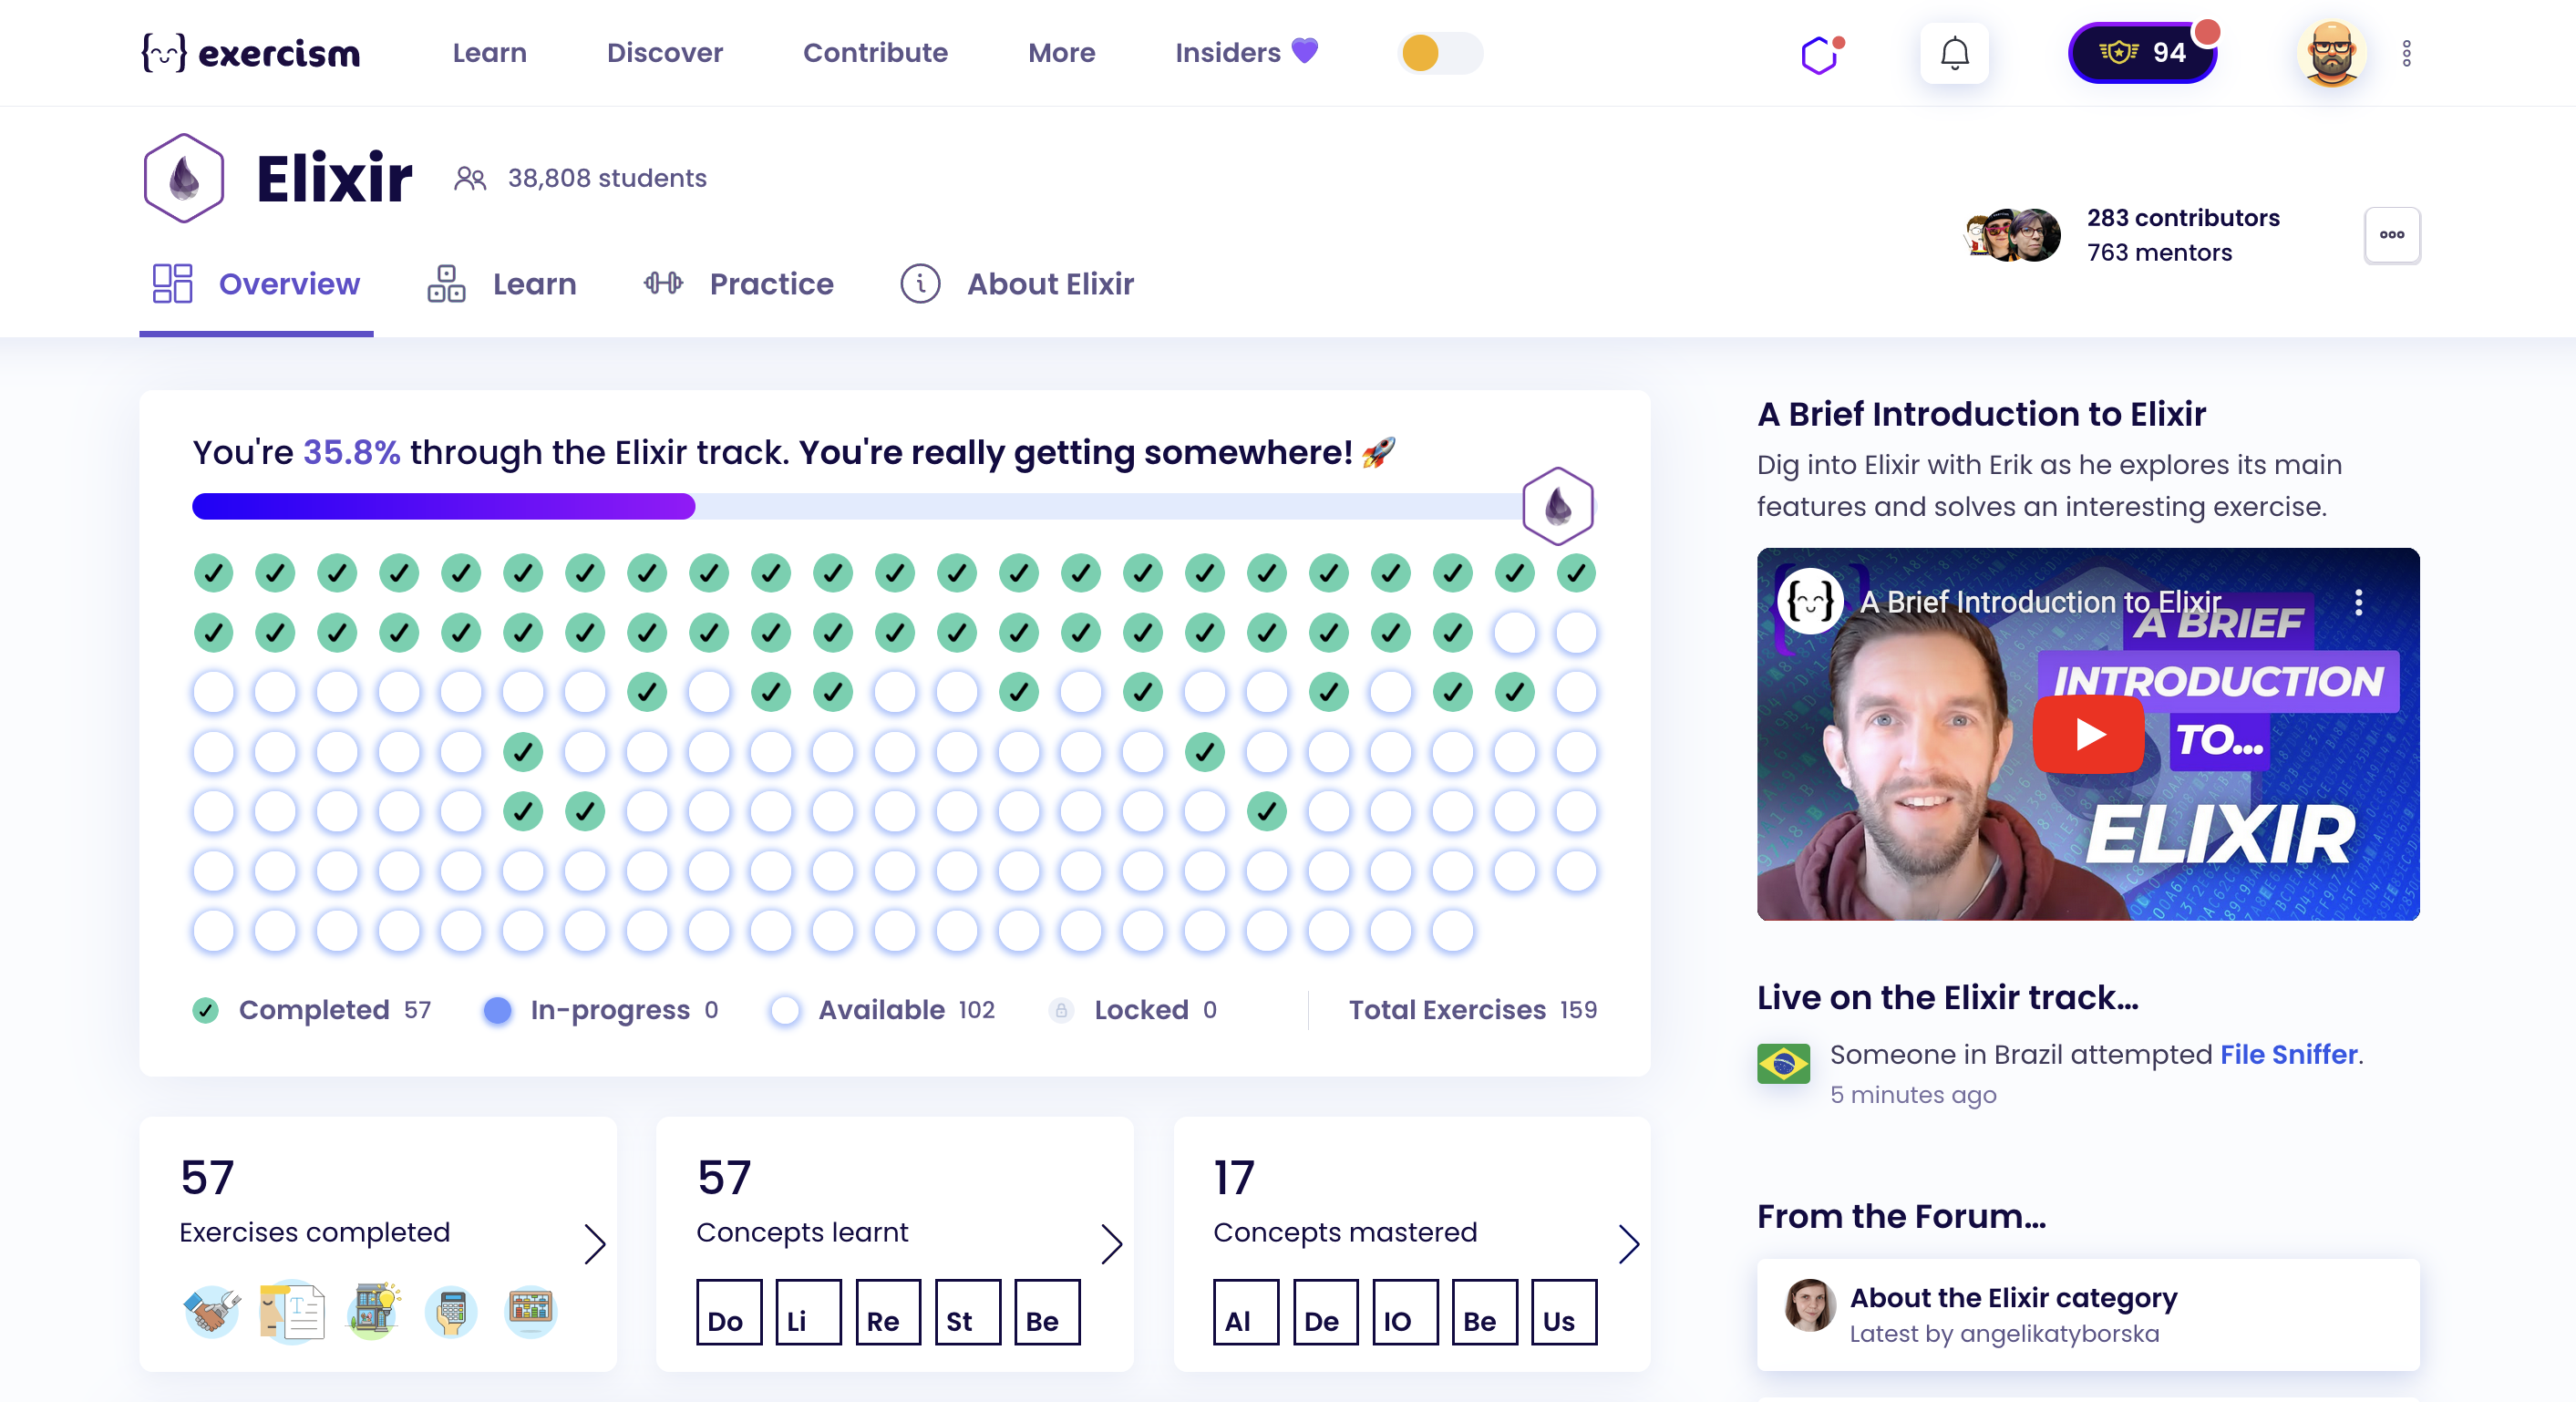 exercism
Learn
Discover
Contribute
More
Insiders 💜
94
Elixir
38,808 students
283 contributors
763 mentors
Overview
Learn
Practice
About Elixir
You're 35.8% through the Elixir track. You're really getting somewhere! 🚀
Completed 57
In-progress 0
Available 102
Locked 0
Total Exercises 159
57
Exercises completed
57
Concepts learnt
Do
Li
Re
St
Be
17
Concepts mastered
Al
De
IO
Be
Us
A Brief Introduction to Elixir
Dig into Elixir with Erik as he explores its main
features and solves an interesting exercise.
A Brief Introduction to Elixir
A BRIEF
INTRODUCTION
TO...
ELIXIR
Live on the Elixir track...
Someone in Brazil attempted File Sniffer.
5 minutes ago
From the Forum...
About the Elixir category
Latest by angelikatyborska